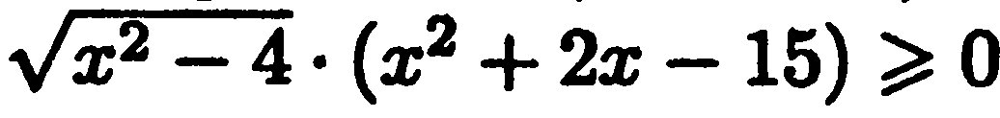 √(x² − 4) · (x² + 2x − 15) ⩾ 0